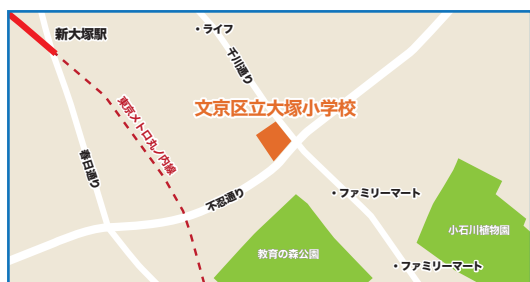 新大塚駅
・ライフ
千川通り
文京区立大塚小学校
東京メトロ丸ノ内線
春日通り
不忍通り
・ファミリーマート
小石川植物園
教育の森公園
・ファミリーマート